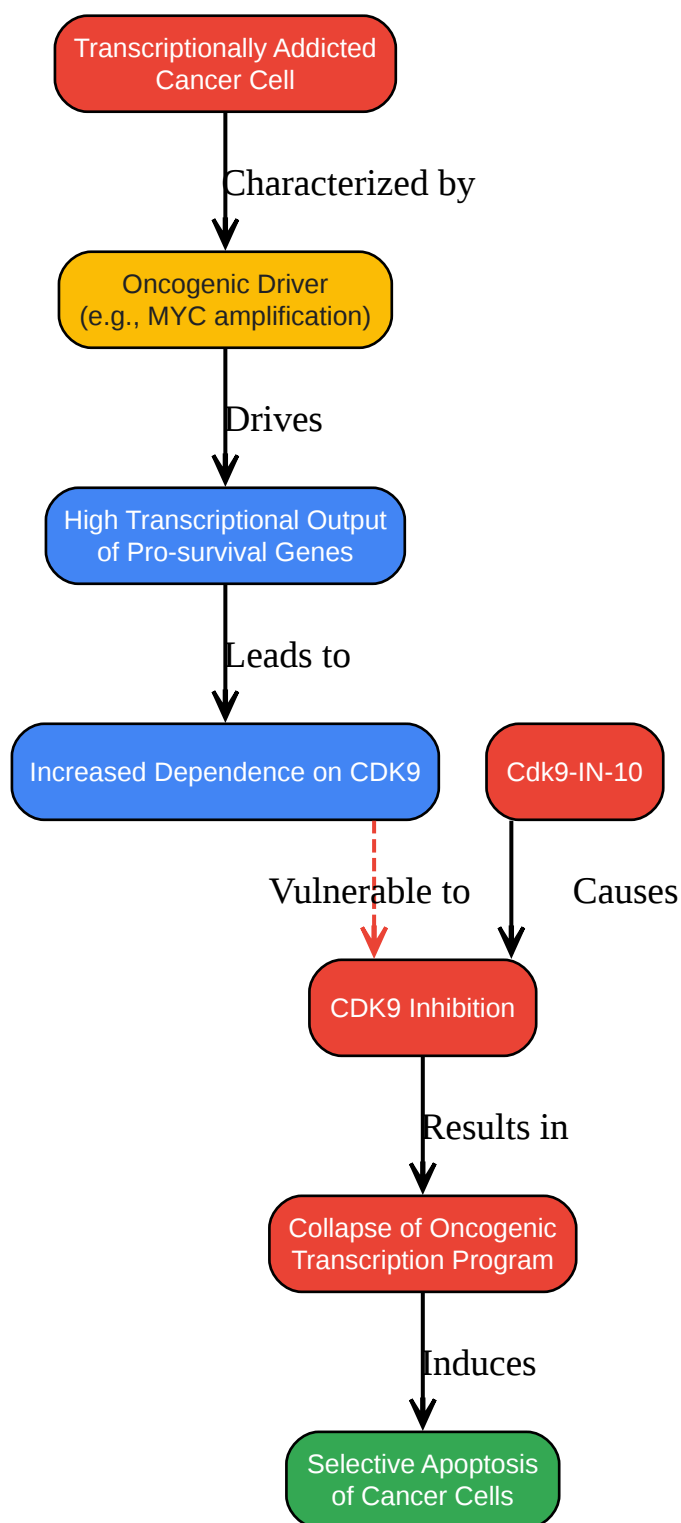 Transcriptionally Addicted
Cancer Cell
Characterized by
Oncogenic Driver
(e.g., MYC amplification)
Drives
High Transcriptional Output
of Pro-survival Genes
Leads to
Increased Dependence on CDK9
Cdk9-IN-10
Vulnerable to
Causes
CDK9 Inhibition
Results in
Collapse of Oncogenic
Transcription Program
Induces
Selective Apoptosis
of Cancer Cells